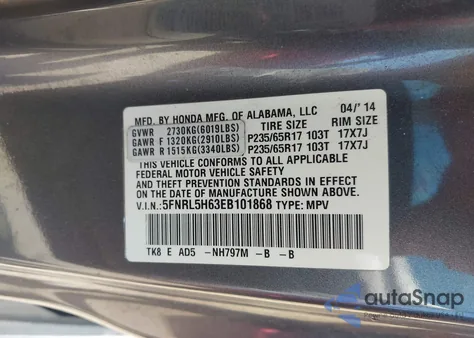 MFD. BY HONDA MFG. OF ALABAMA, LLC 04/'14
GVWR 2730KG(6019LBS) TIRE SIZE RIM SIZE
GAWR F 1320KG(2910LBS) P235/65R17 103T 17X7J
GAWR R 1515KG(3340LBS) P235/65R17 103T 17X7J
THIS VEHICLE CONFORMS TO ALL APPLICABLE
FEDERAL MOTOR VEHICLE SAFETY
STANDARDS IN EFFECT
ON THE DATE OF MANUFACTURE SHOWN ABOVE.
V.I.N.: 5FNRL5H63EB101868 TYPE: MPV
TK8 E AD5 -NH797M -B -B
autoSnap